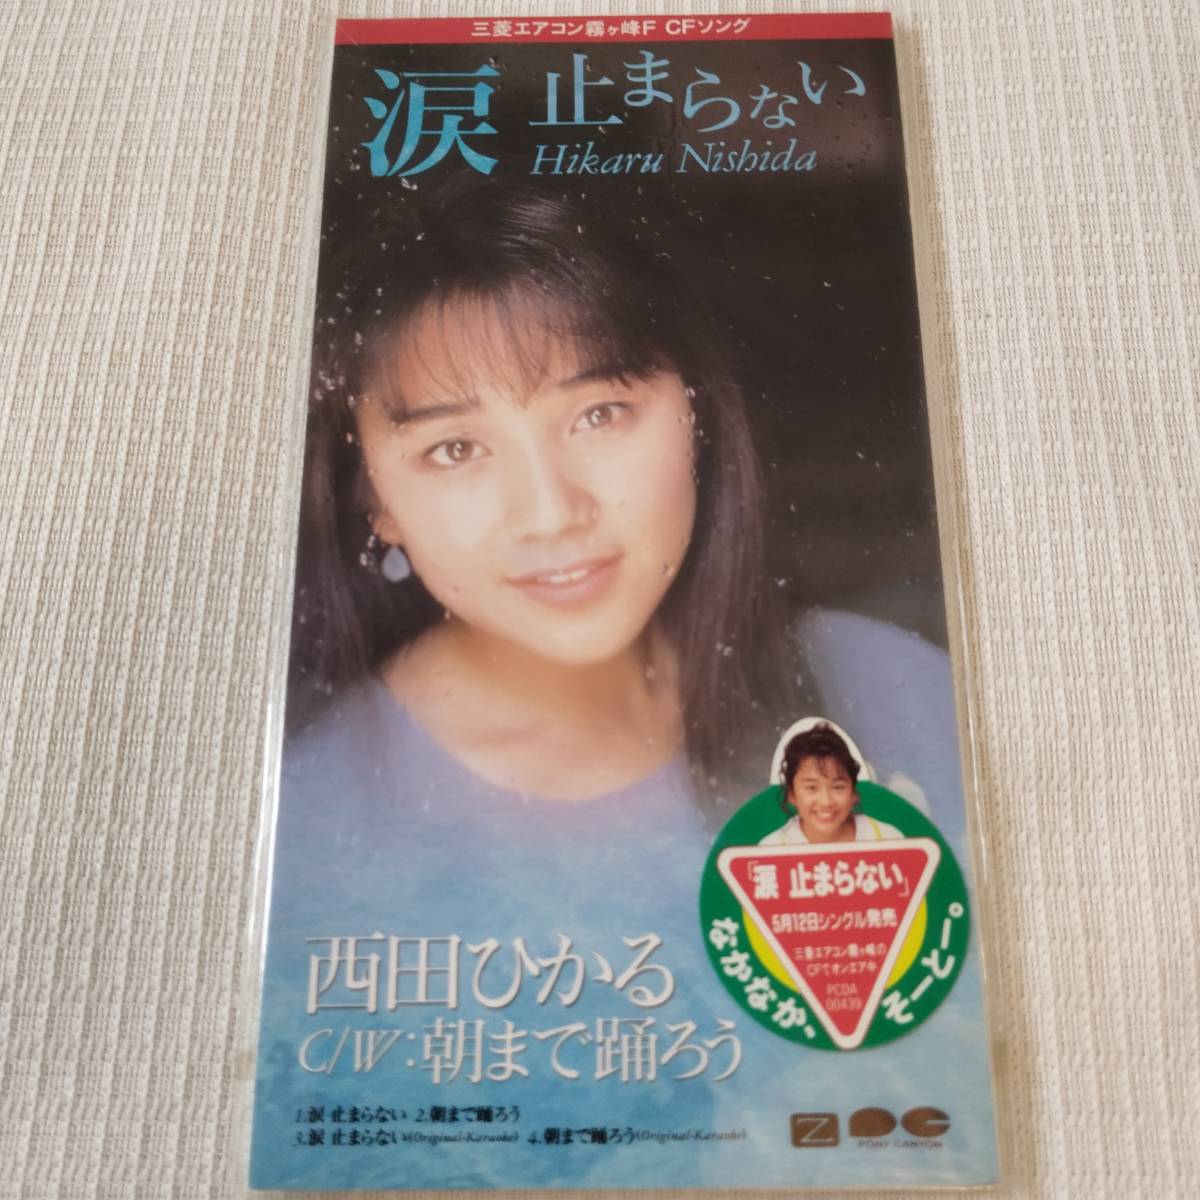 三菱エアコン霧ヶ峰F CFソング
涙 止まらない
Hikaru Nishida
「涙 止まらない」
5月12日シングル発売
三菱エアコン霧ヶ峰の
CFでオンエア中
PCDA
00439
なかなか、そーとー。
西田ひかる
C/W:朝まで踊ろう
1.涙 止まらない 2.朝まで踊ろう
3.涙 止まらない(Original-Karaoke) 4.朝まで踊ろう(Original-Karaoke)
Z
PONY CANYON